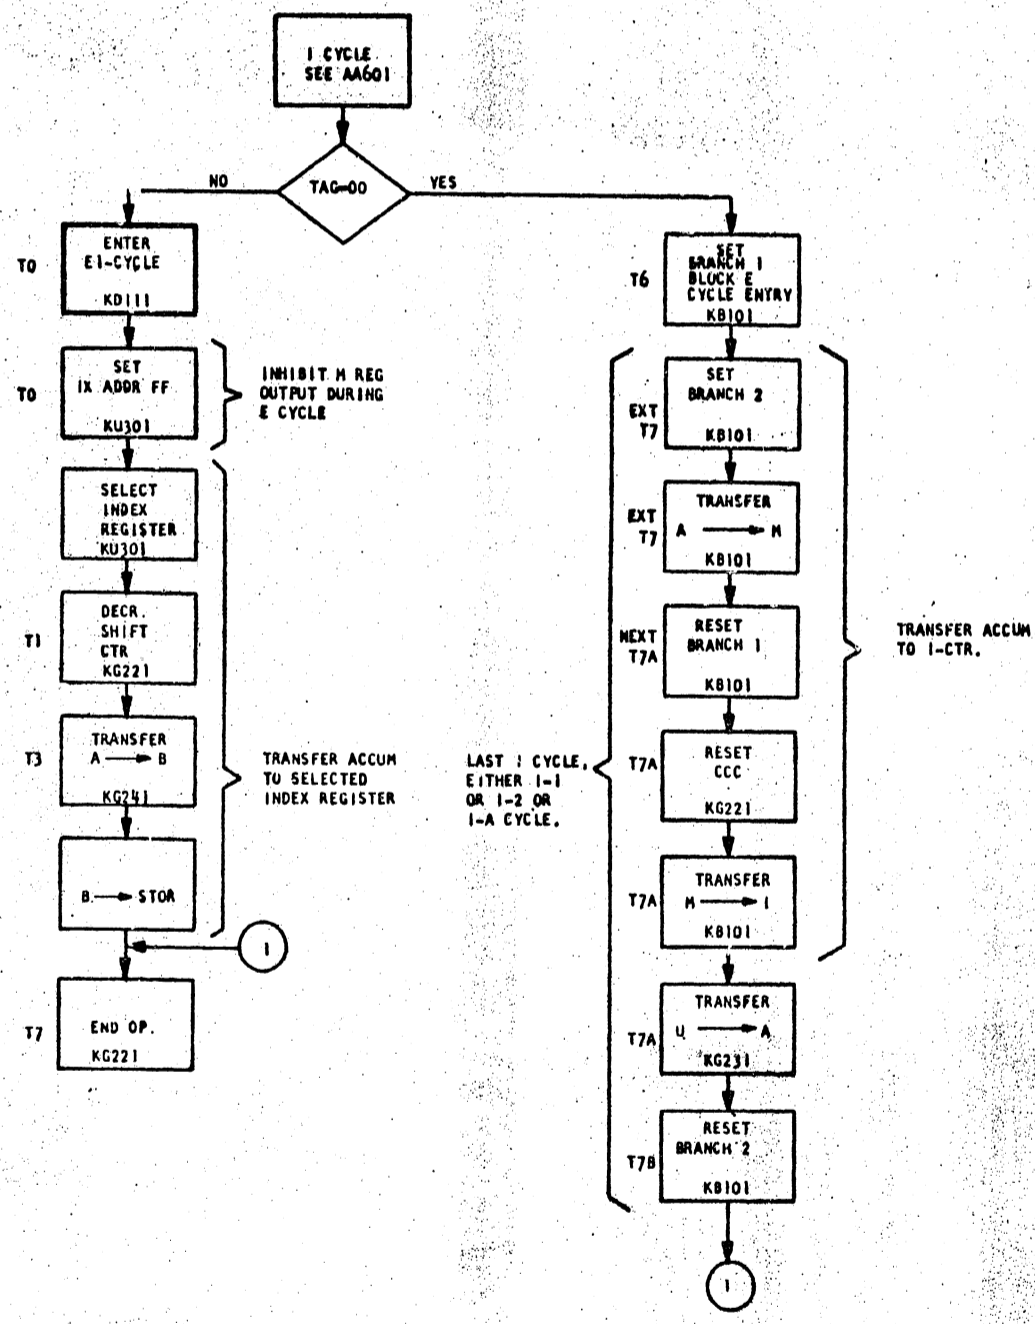 I CYCLE
SEE AA601
TAG=00
NO
YES
T0
ENTER
E1-CYCLE
KD111
T0
SET
IX ADDR FF
KU301
INHIBIT M REG
OUTPUT DURING
E CYCLE
SELECT
INDEX
REGISTER
KU301
T1
DECR.
SHIFT
CTR
KG221
T3
TRANSFER
A → B
KG241
TRANSFER ACCUM
TO SELECTED
INDEX REGISTER
B → STOR
1
T7
END OP.
KG221
T6
SET
BRANCH 1
BLOCK E
CYCLE ENTRY
KB101
EXT
T7
SET
BRANCH 2
KB101
EXT
T7
TRANSFER
A → M
KB101
NEXT
T7A
RESET
BRANCH 1
KB101
TRANSFER ACCUM
TO I-CTR.
T7A
RESET
CCC
KG221
LAST I CYCLE,
EITHER I-1
OR I-2 OR
I-A CYCLE.
T7A
TRANSFER
M → I
KB101
T7A
TRANSFER
U → A
KG231
T7B
RESET
BRANCH 2
KB101
1